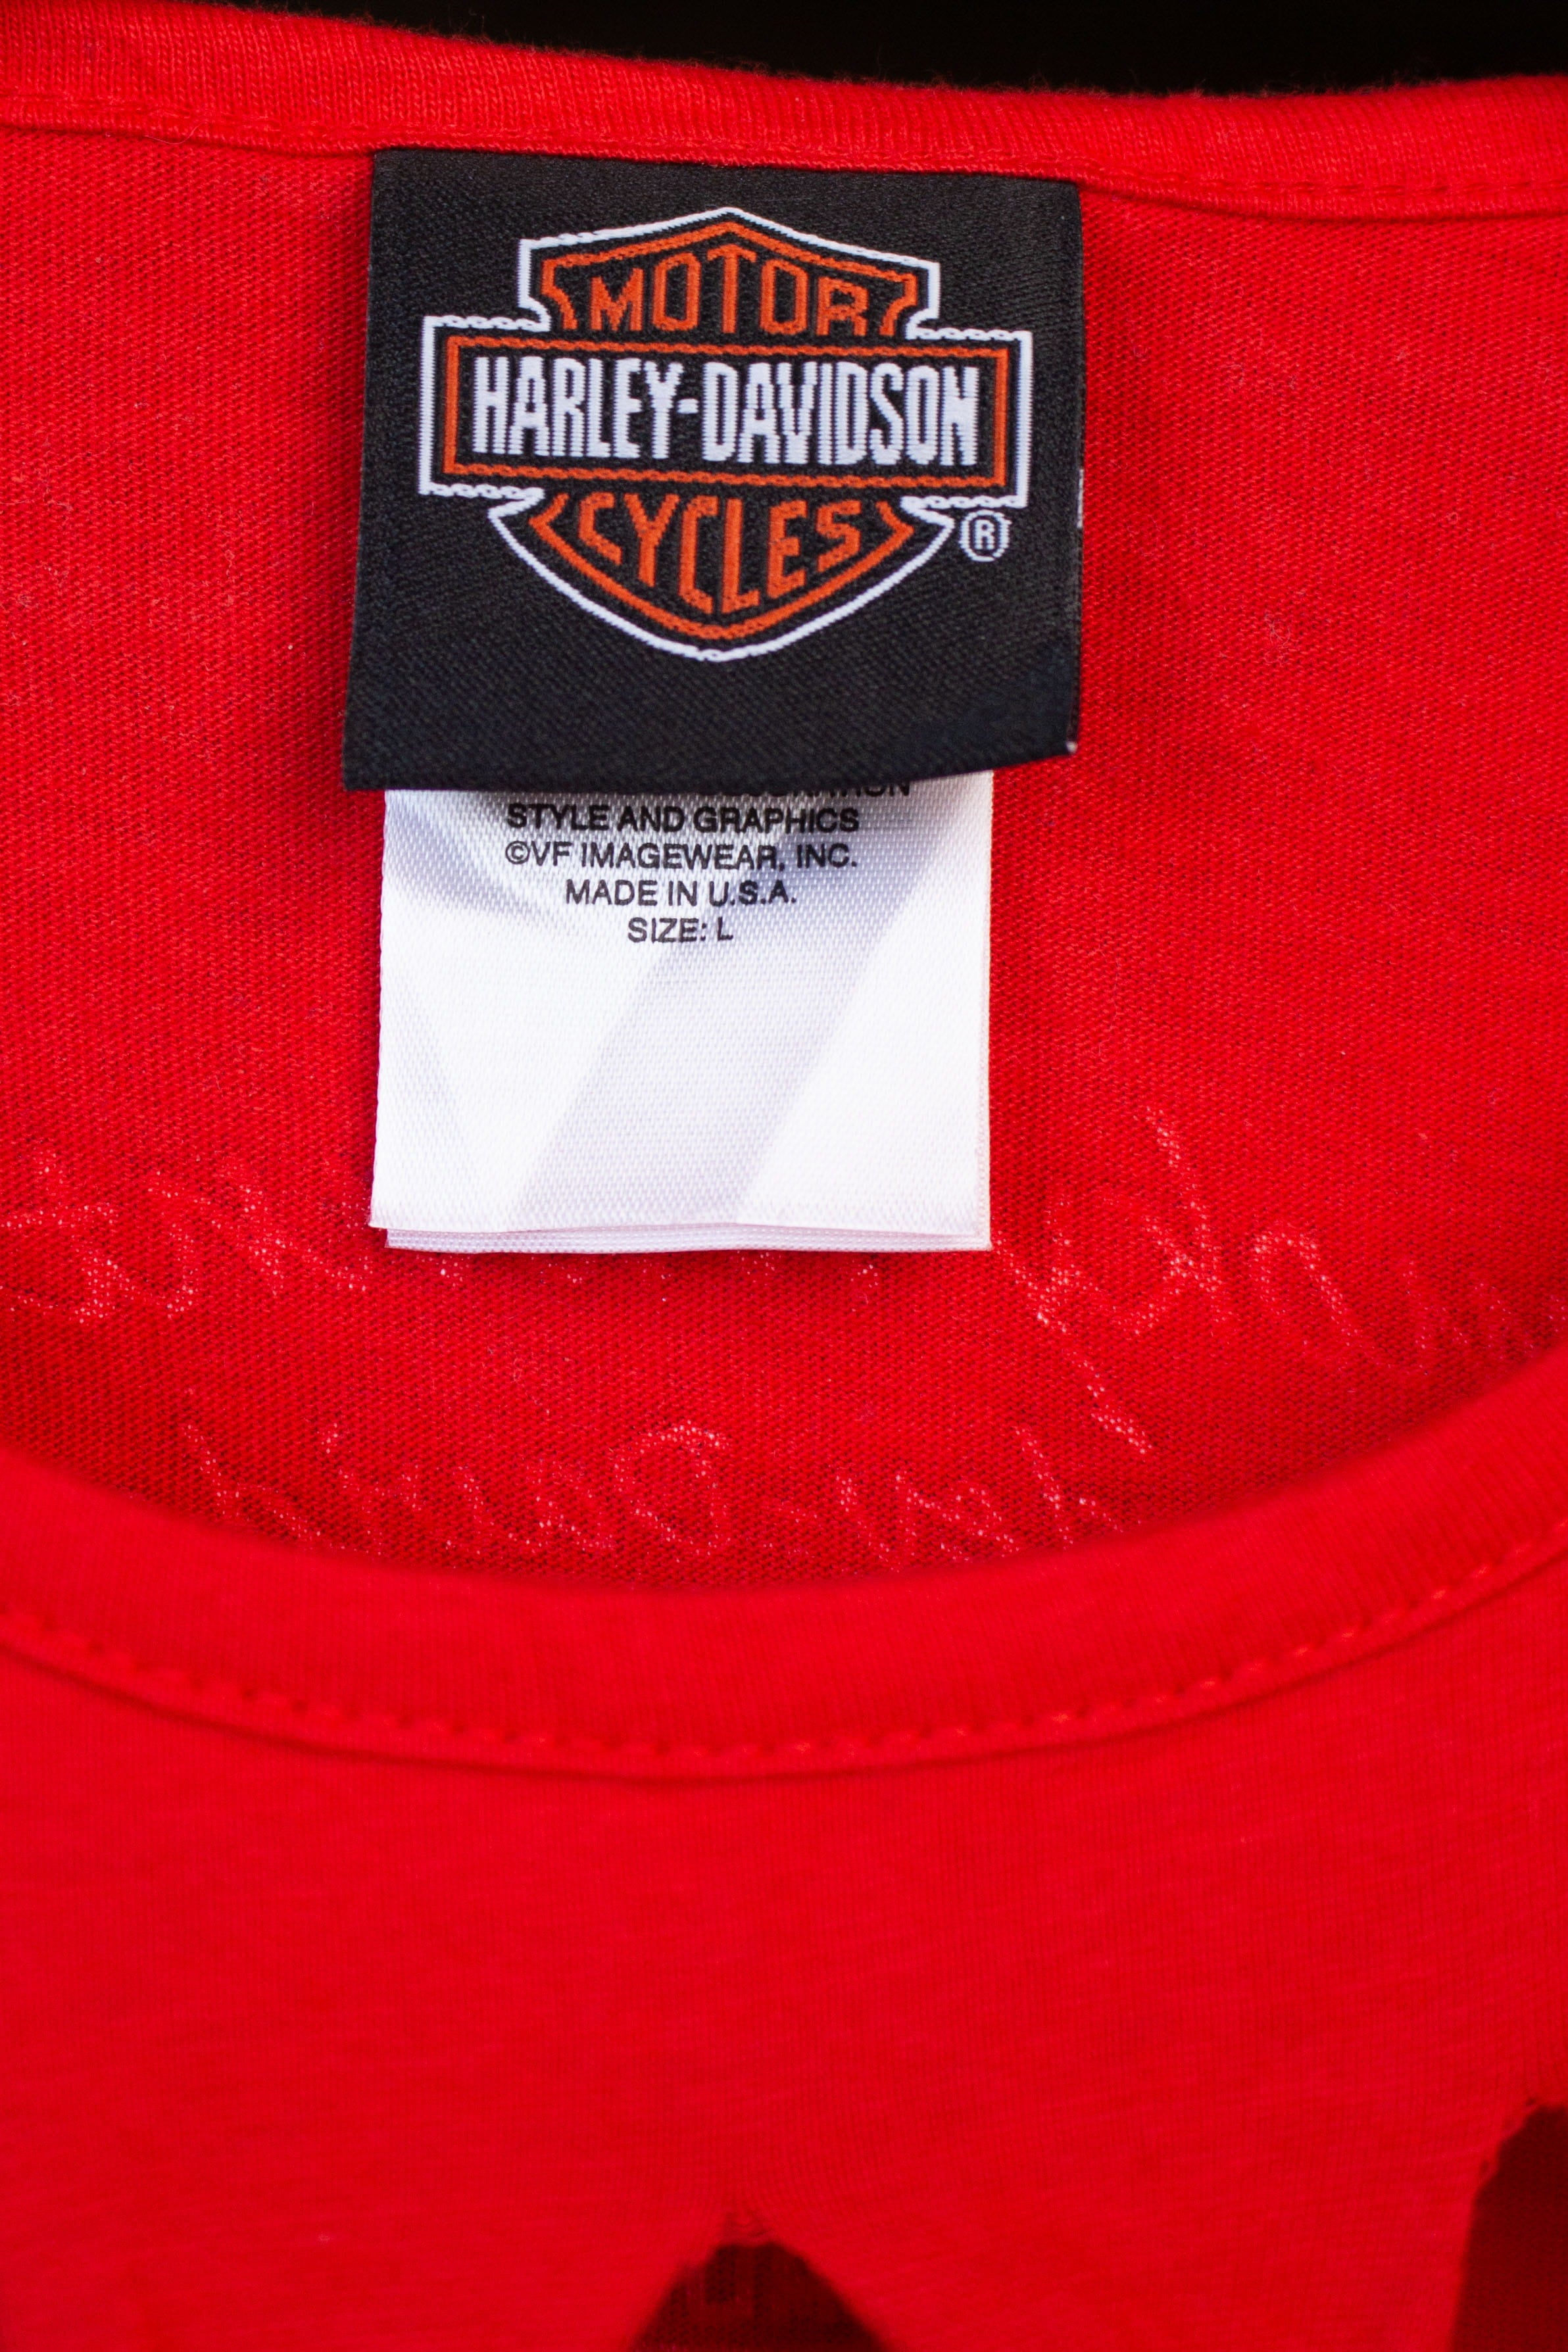 MOTOR
HARLEY-DAVIDSON
CYCLES
®
STYLE AND GRAPHICS
©VF IMAGEWEAR, INC.
MADE IN U.S.A.
SIZE: L